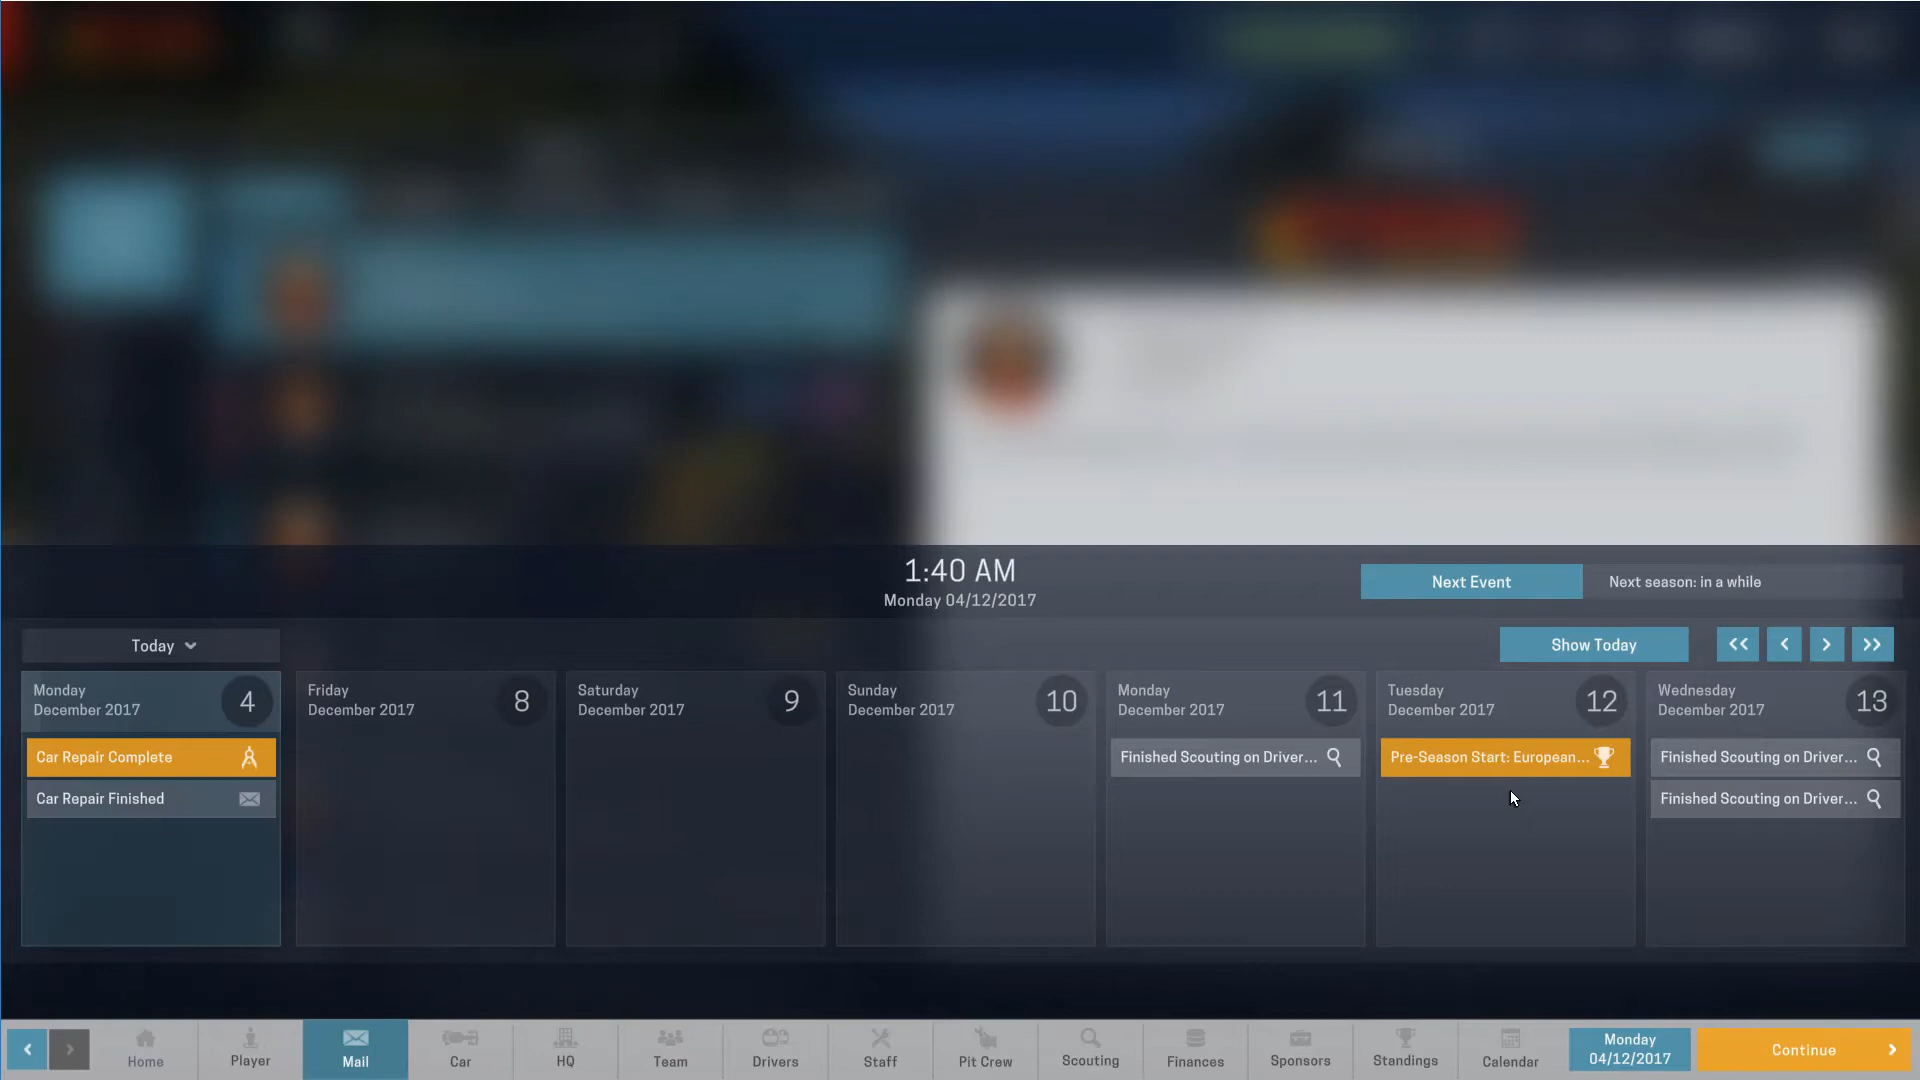 1:40 AM
Monday 04/12/2017
Next Event
Next season: in a while
Today
Show Today
Monday
December 2017
4
Car Repair Complete
Car Repair Finished
Friday
December 2017
8
Saturday
December 2017
9
Sunday
December 2017
10
Monday
December 2017
11
Finished Scouting on Driver...
Tuesday
December 2017
12
Pre-Season Start: European...
Wednesday
December 2017
13
Finished Scouting on Driver...
Finished Scouting on Driver...
Home
Player
Mail
Car
HQ
Team
Drivers
Staff
Pit Crew
Scouting
Finances
Sponsors
Standings
Calendar
Monday
04/12/2017
Continue